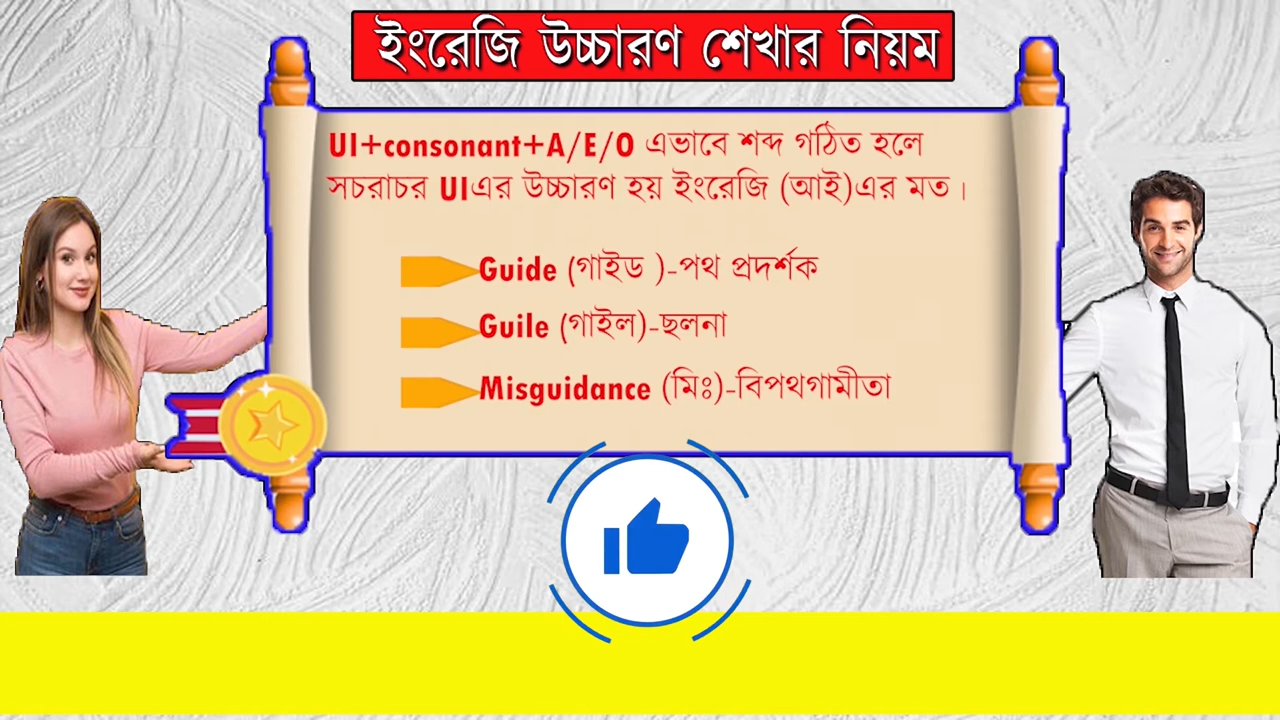 ইংরেজি উচ্চারণ শেখার নিয়ম
UI+consonant+A/E/O এভাবে শব্দ গঠিত হলে
সচরাচর UIএর উচ্চারণ হয় ইংরেজি (আই)এর মত।
Guide (গাইড )-পথ প্রদর্শক
Guile (গাইল)-ছলনা
Misguidance (মিঃ)-বিপথগামীতা